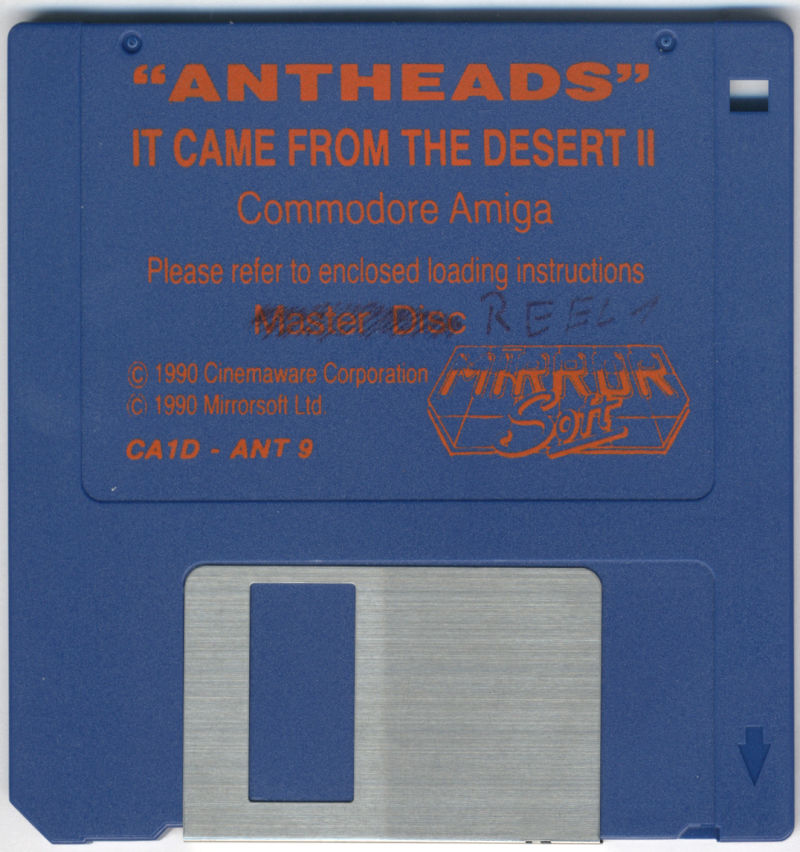 “ANTHEADS”
IT CAME FROM THE DESERT II
Commodore Amiga
Please refer to enclosed loading instructions
Master Disc REEL 1
© 1990 Cinemaware Corporation
© 1990 Mirrorsoft Ltd.
MIRROR
Soft
CA1D - ANT 9